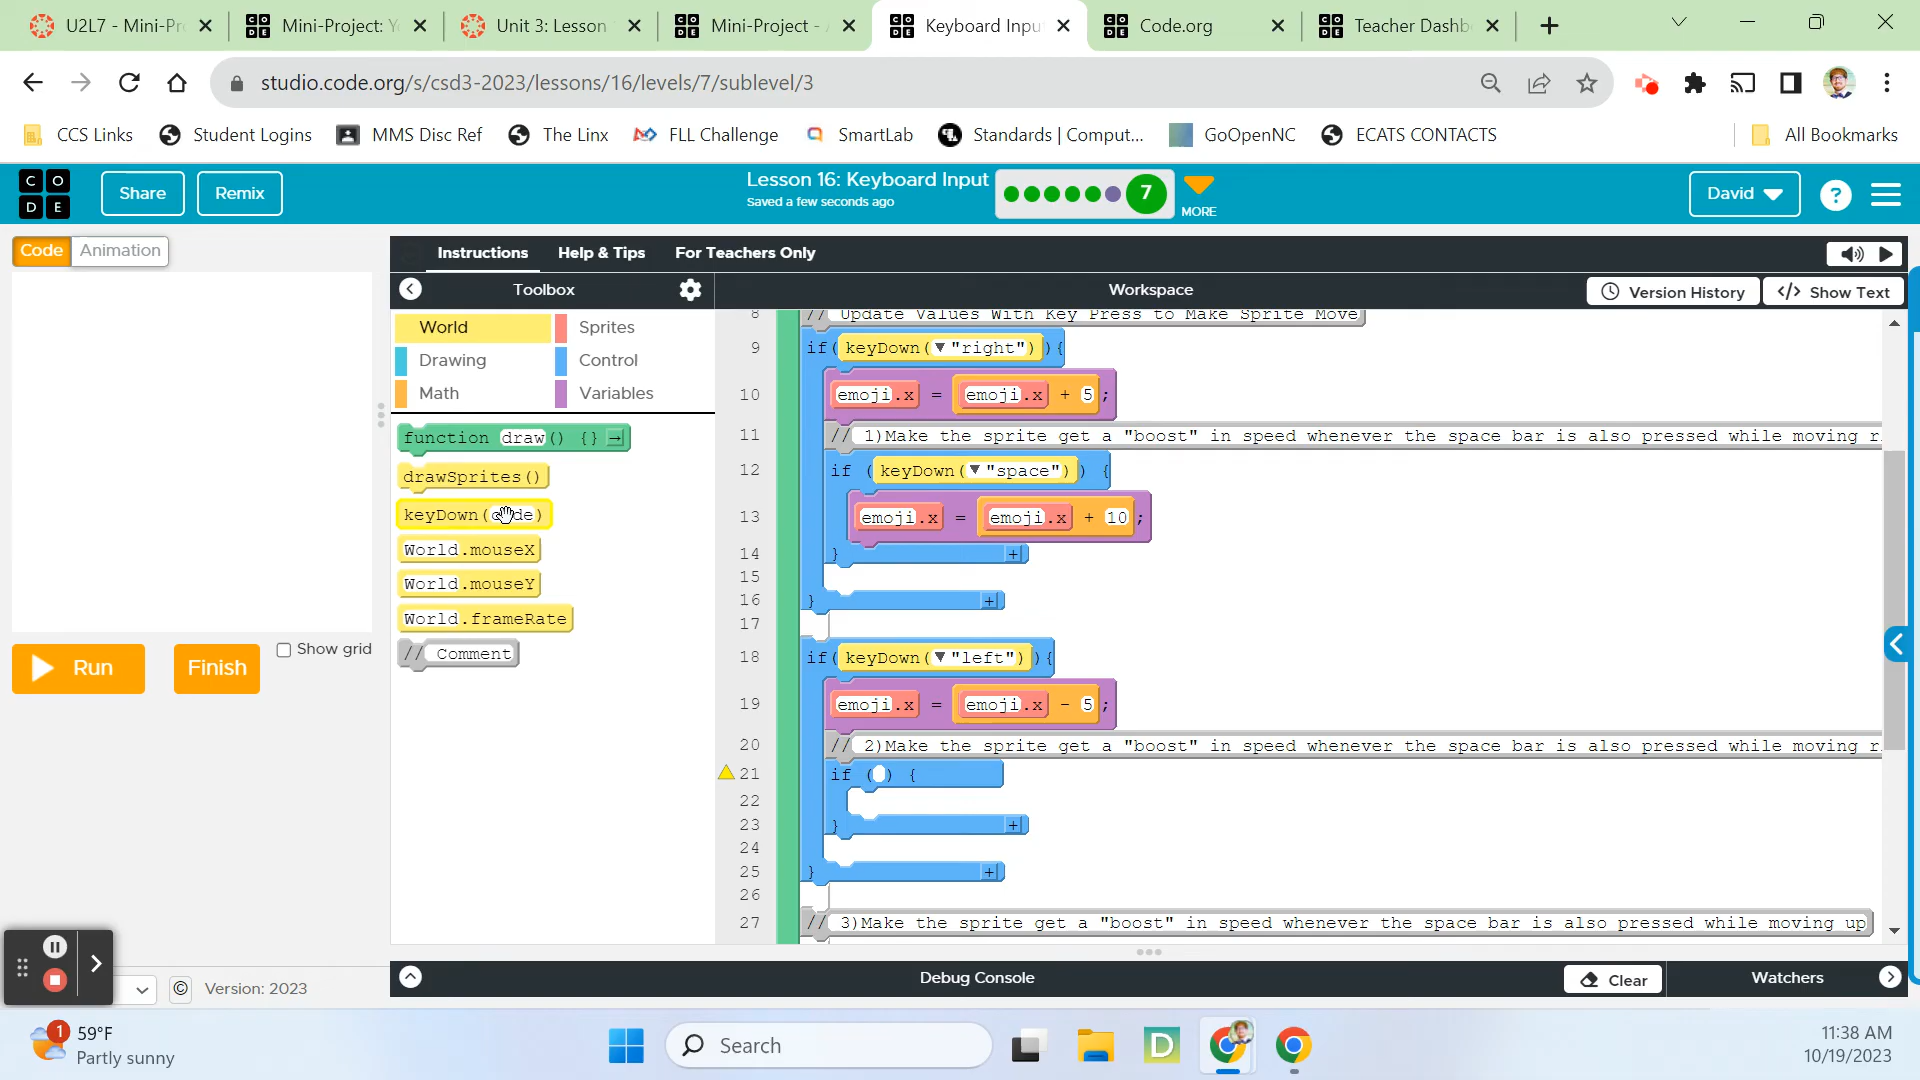 U2L7 - Mini-Pr
Mini-Project: Y
Unit 3: Lesson
Mini-Project - A
Keyboard Inpu
Code.org
Teacher Dashb
studio.code.org/s/csd3-2023/lessons/16/levels/7/sublevel/3
CCS Links
Student Logins
MMS Disc Ref
The Linx
FLL Challenge
SmartLab
Standards | Comput...
GoOpenNC
ECATS CONTACTS
All Bookmarks
C O D E
Share
Remix
Lesson 16: Keyboard Input
Saved a few seconds ago
7
MORE
David
?
Code
Animation
Instructions
Help & Tips
For Teachers Only
Toolbox
Workspace
Version History
</> Show Text
World
Sprites
Drawing
Control
Math
Variables
function draw() {}
drawSprites()
keyDown(code)
World.mouseX
World.mouseY
World.frameRate
// Comment
8 // Update Values With Key Press to Make Sprite Move
9 if(keyDown(▼"right")){
10 emoji.x = emoji.x + 5;
11 // 1)Make the sprite get a "boost" in speed whenever the space bar is also pressed while moving r
12 if (keyDown(▼"space")) {
13 emoji.x = emoji.x + 10;
14 } +
15
16 } +
17
18 if(keyDown(▼"left")){
19 emoji.x = emoji.x - 5;
20 // 2)Make the sprite get a "boost" in speed whenever the space bar is also pressed while moving r
21 if () {
22
23 } +
24
25 } +
26
27 // 3)Make the sprite get a "boost" in speed whenever the space bar is also pressed while moving up
Run
Finish
Show grid
© Version: 2023
Debug Console
Clear
Watchers
1
59°F
Partly sunny
Search
D
11:38 AM
10/19/2023